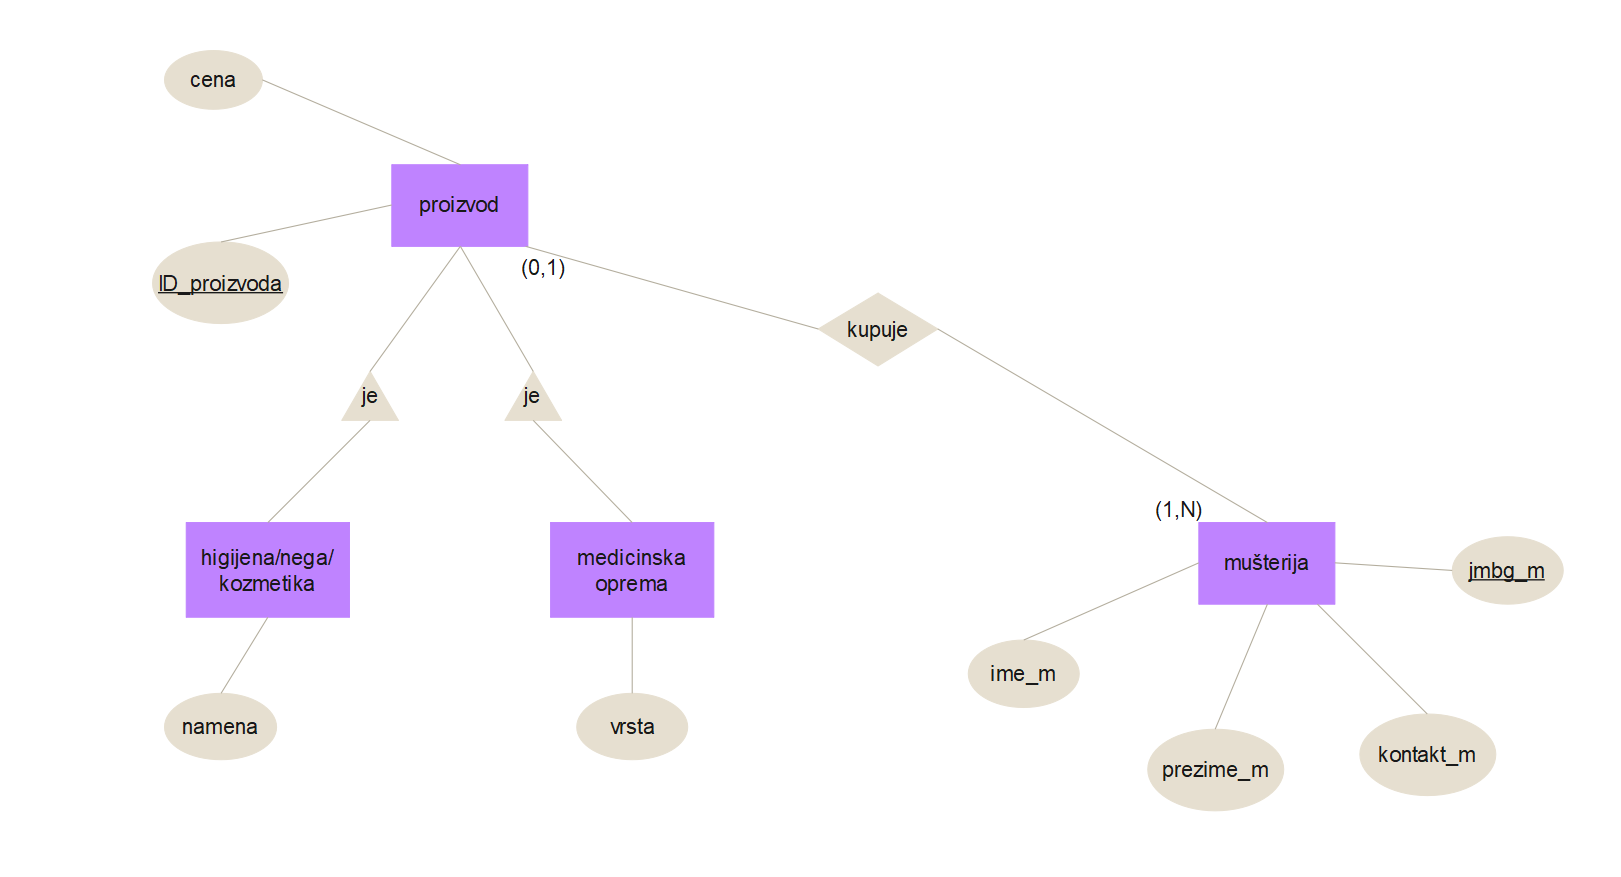 cena
proizvod
ID_proizvoda
(0,1)
kupuje
je
je
(1,N)
higijena/nega/
kozmetika
medicinska
oprema
mušterija
jmbg_m
ime_m
namena
vrsta
prezime_m
kontakt_m